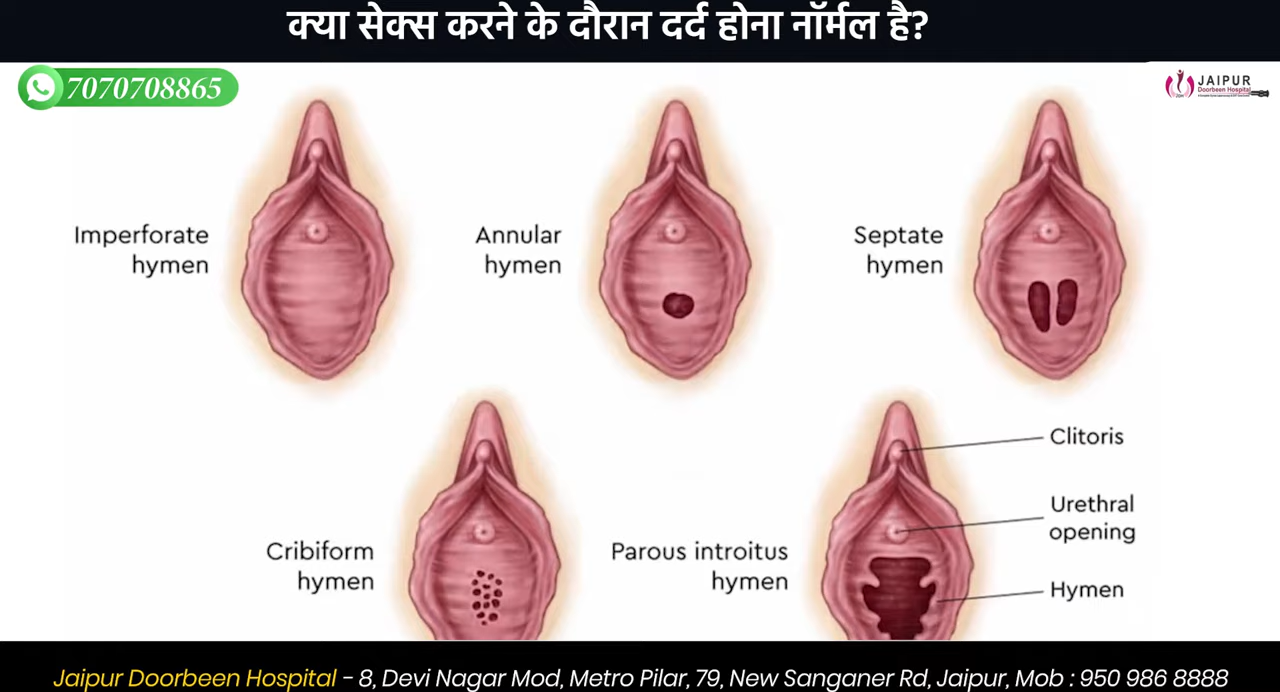 क्या सेक्स करने के दौरान दर्द होना नॉर्मल है?
7070708865
JAIPUR
Doorbeen Hospital
Imperforate
hymen
Annular
hymen
Septate
hymen
Clitoris
Urethral
opening
Cribiform
hymen
Parous introitus
hymen
Hymen
Jaipur Doorbeen Hospital - 8, Devi Nagar Mod, Metro Pilar, 79, New Sanganer Rd, Jaipur, Mob : 950 986 8888